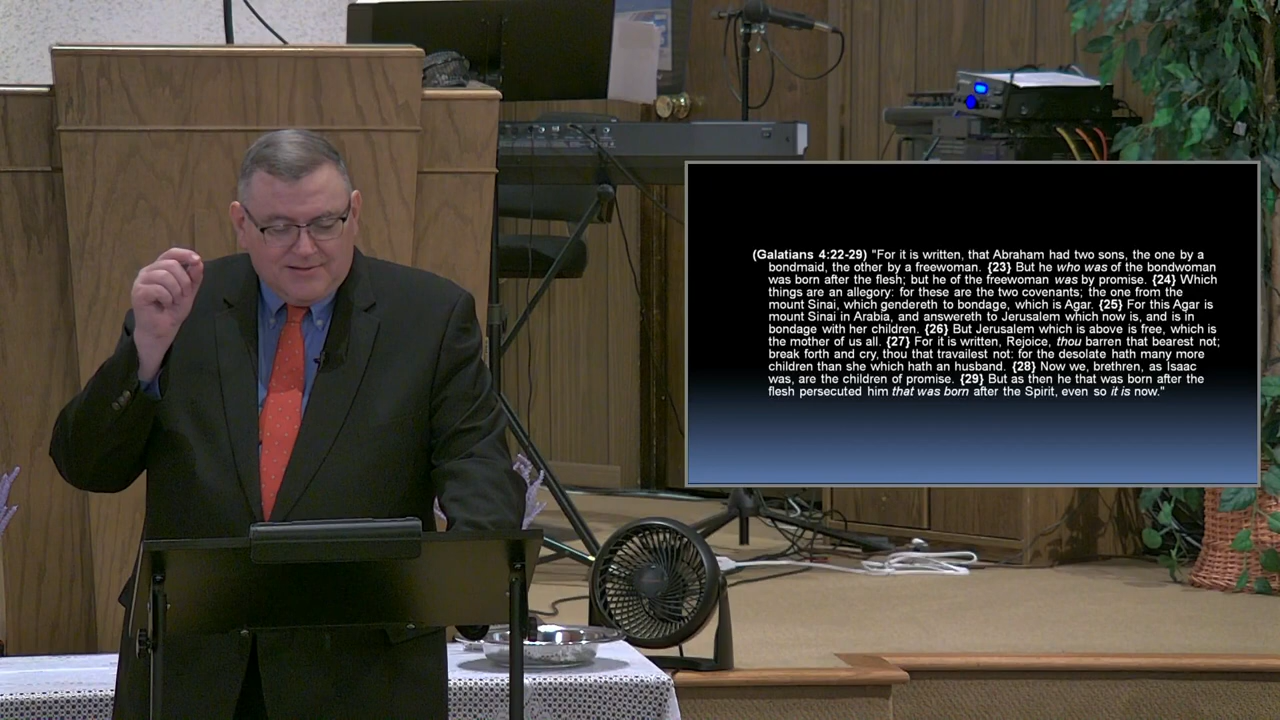 (Galatians 4:22-29) "For it is written, that Abraham had two sons, the one by a
bondmaid, the other by a freewoman. {23} But he who was of the bondwoman
was born after the flesh; but he of the freewoman was by promise. {24} Which
things are an allegory: for these are the two covenants; the one from the
mount Sinai, which gendereth to bondage, which is Agar. {25} For this Agar is
mount Sinai in Arabia, and answereth to Jerusalem which now is, and is in
bondage with her children. {26} But Jerusalem which is above is free, which is
the mother of us all. {27} For it is written, Rejoice, thou barren that bearest not;
break forth and cry, thou that travailest not: for the desolate hath many more
children than she which hath an husband. {28} Now we, brethren, as Isaac
was, are the children of promise. {29} But as then he that was born after the
flesh persecuted him that was born after the Spirit, even so it is now."